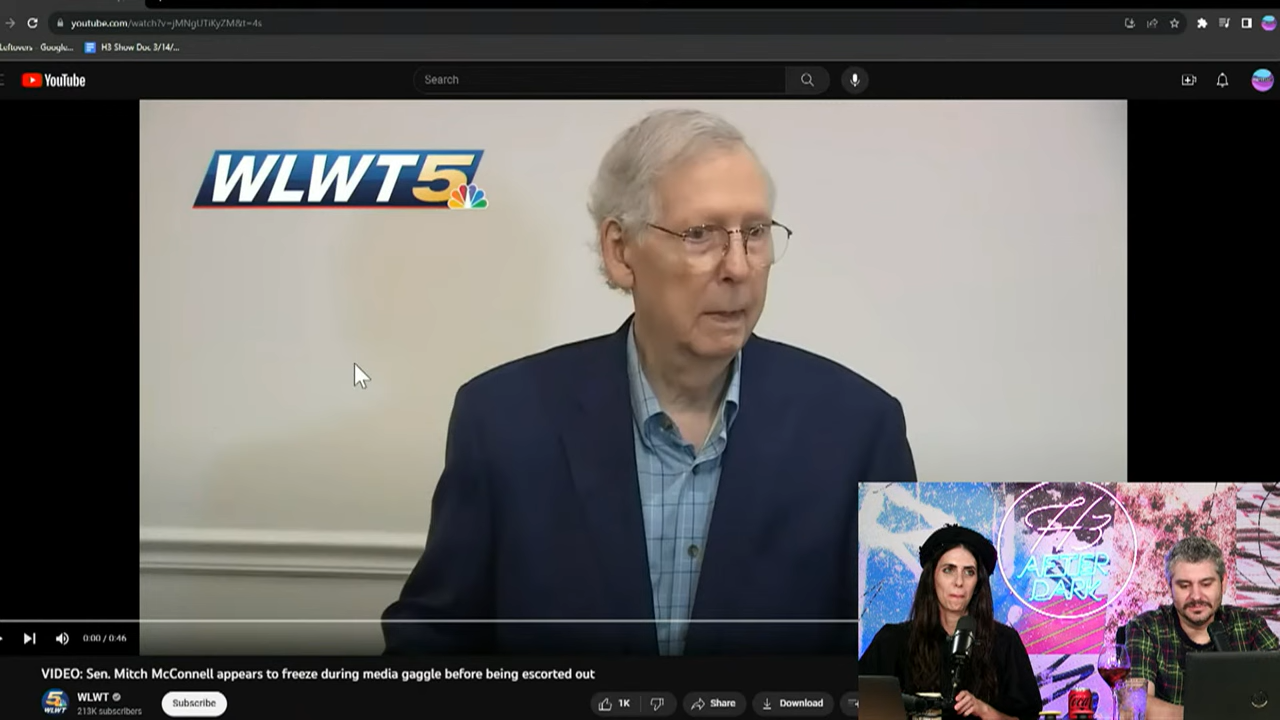 youtube.com/watch?v=jMNgUTiKyZM&t=4s
Leftovers - Google...
H3 Show Doc 3/14/...
YouTube
Search
WLWT5
H3
AFTER
DARK
0:00 / 0:46
VIDEO: Sen. Mitch McConnell appears to freeze during media gaggle before being escorted out
5
WLWT
WLWT
213K subscribers
Subscribe
1K
Share
Download